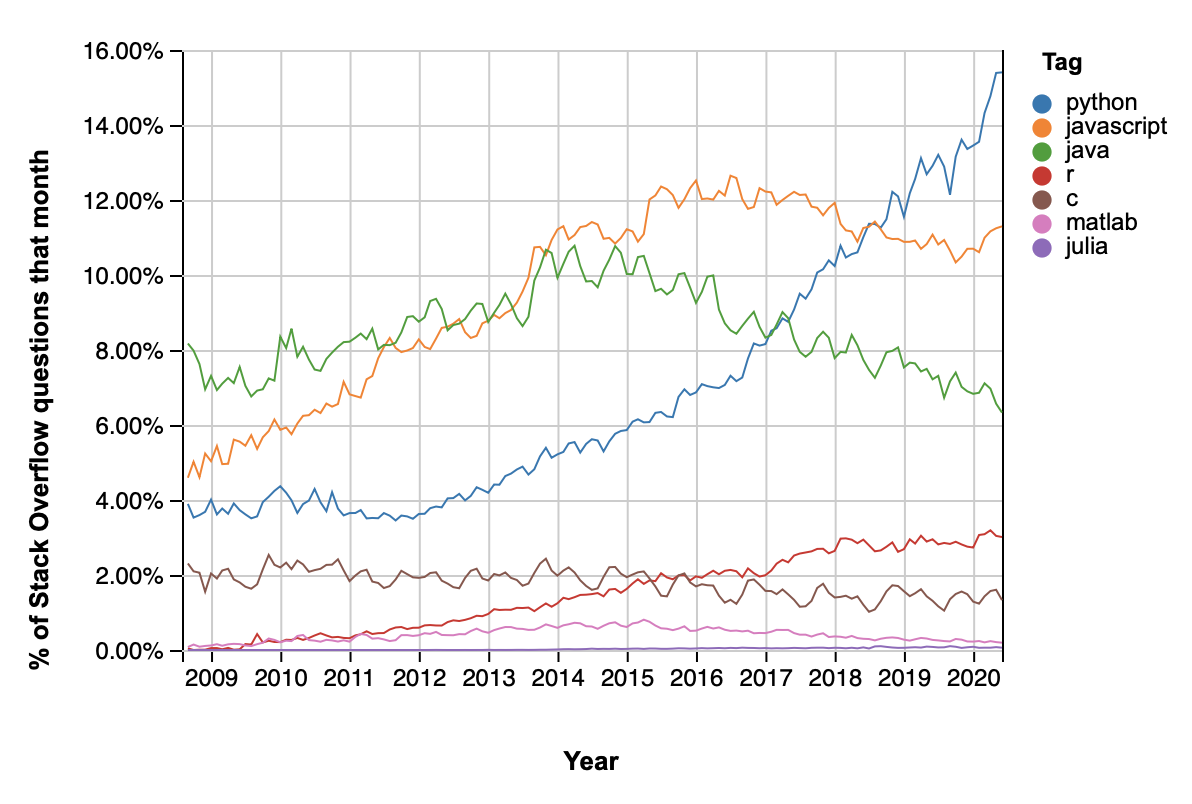 % of Stack Overflow questions that month
16.00%
14.00%
12.00%
10.00%
8.00%
6.00%
4.00%
2.00%
0.00%
2009 2010 2011 2012 2013 2014 2015 2016 2017 2018 2019 2020
Year
Tag
python
javascript
java
r
c
matlab
julia